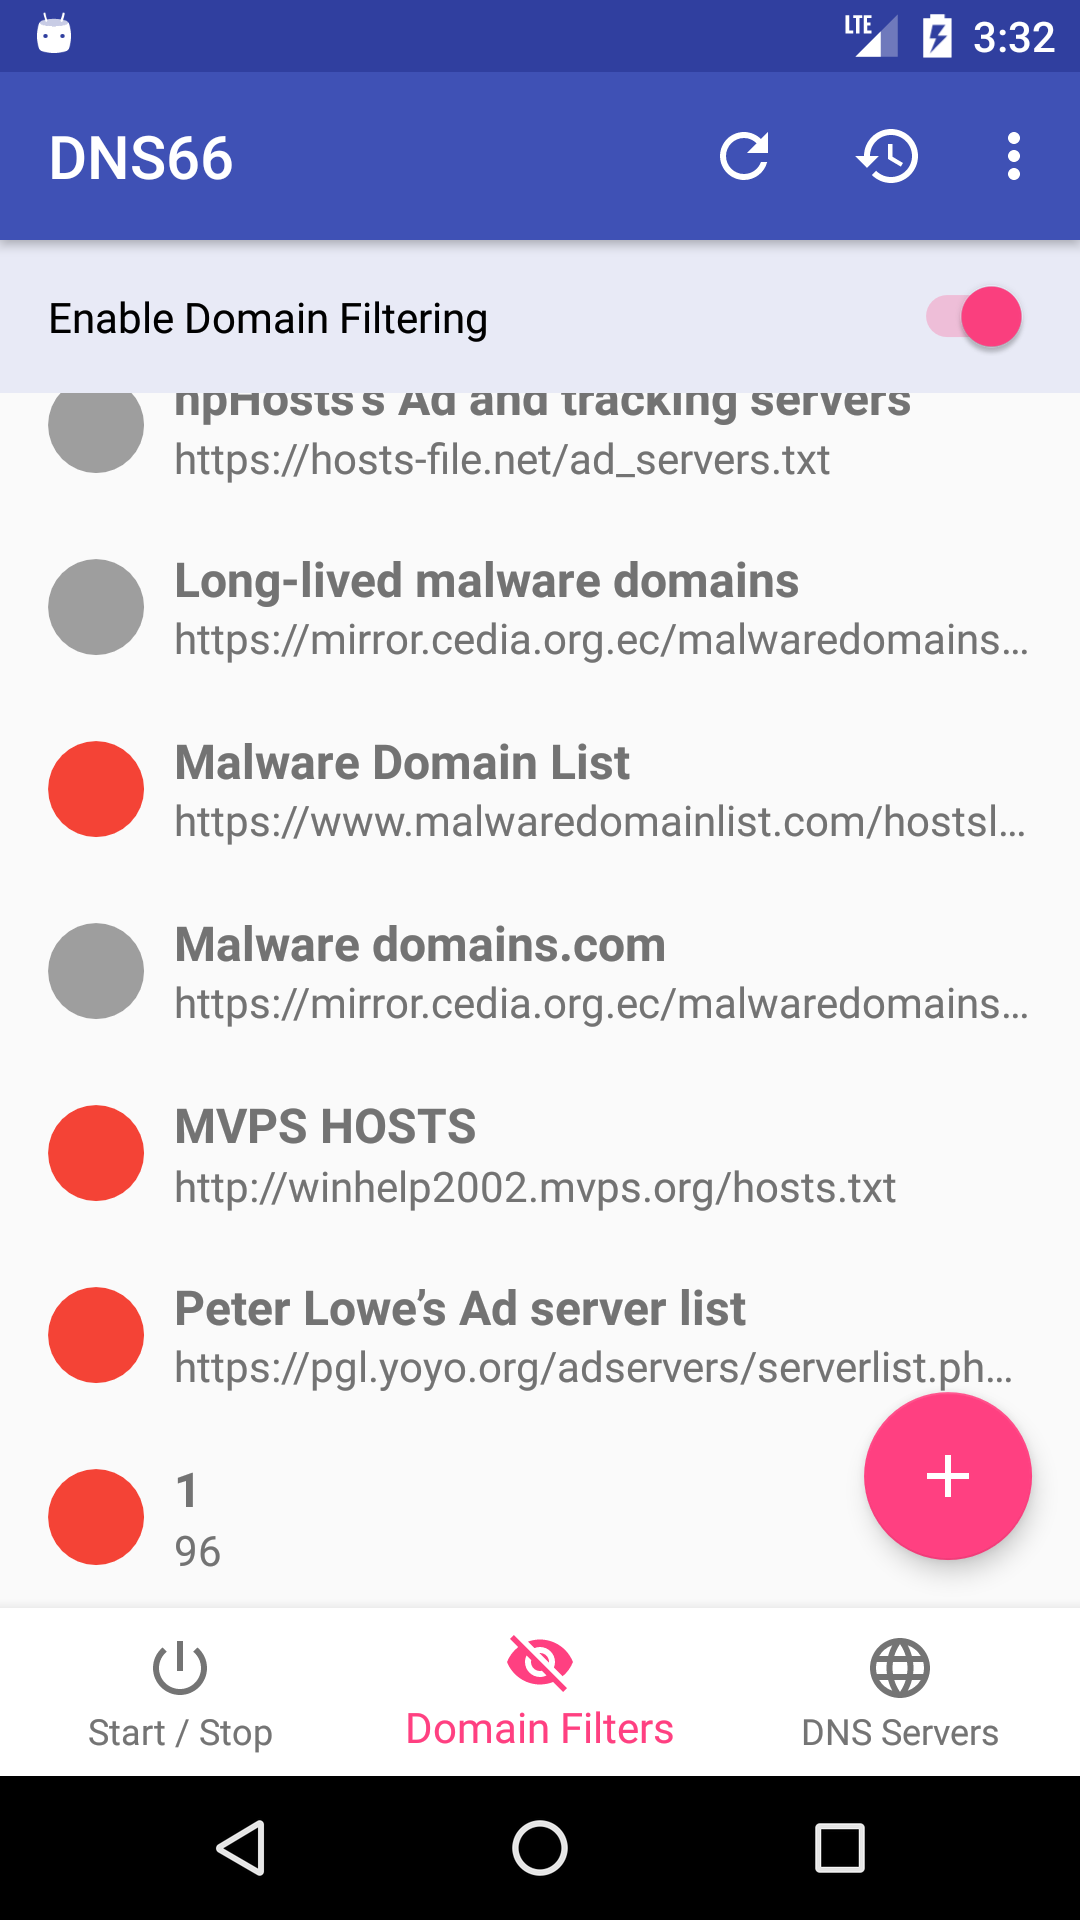 LTE 3:32
DNS66
Enable Domain Filtering
hpHosts's Ad and tracking servers
https://hosts-file.net/ad_servers.txt
Long-lived malware domains
https://mirror.cedia.org.ec/malwaredomains…
Malware Domain List
https://www.malwaredomainlist.com/hostsl…
Malware domains.com
https://mirror.cedia.org.ec/malwaredomains…
MVPS HOSTS
http://winhelp2002.mvps.org/hosts.txt
Peter Lowe’s Ad server list
https://pgl.yoyo.org/adservers/serverlist.ph…
1
96
Start / Stop
Domain Filters
DNS Servers